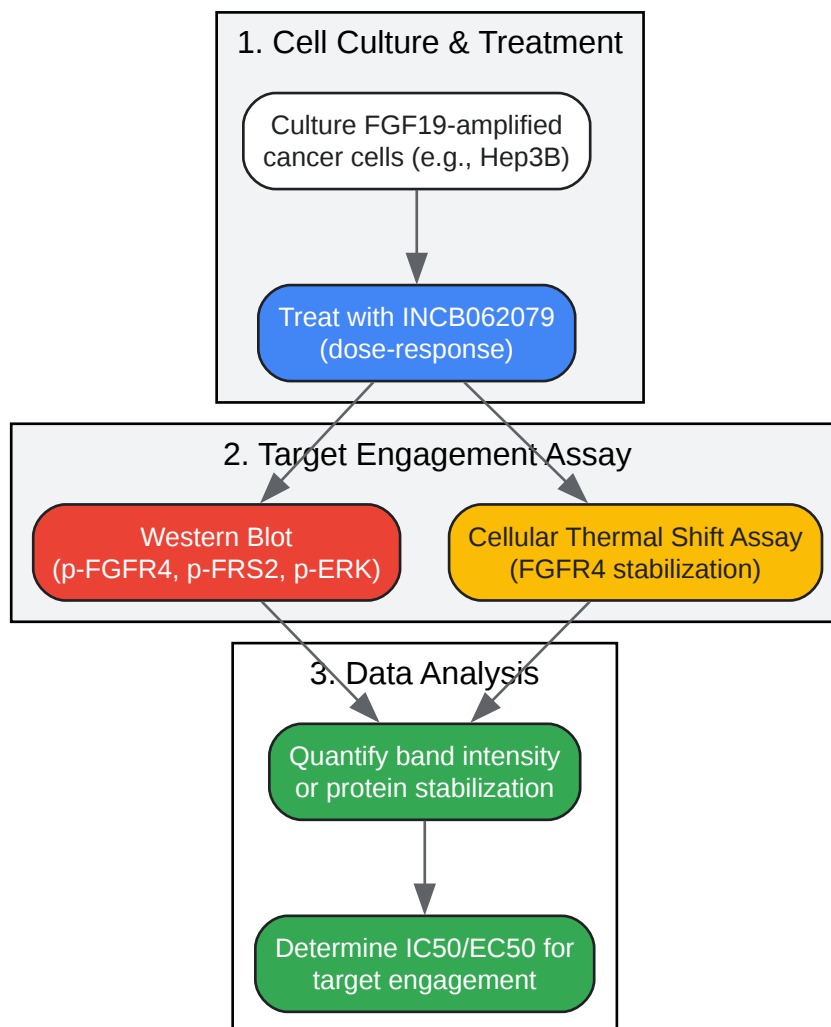 1. Cell Culture & Treatment
Culture FGF19-amplified
cancer cells (e.g., Hep3B)
Treat with INCB062079
(dose-response)
2. Target Engagement Assay
Western Blot
(p-FGFR4, p-FRS2, p-ERK)
Cellular Thermal Shift Assay
(FGFR4 stabilization)
3. Data Analysis
Quantify band intensity
or protein stabilization
Determine IC50/EC50 for
target engagement